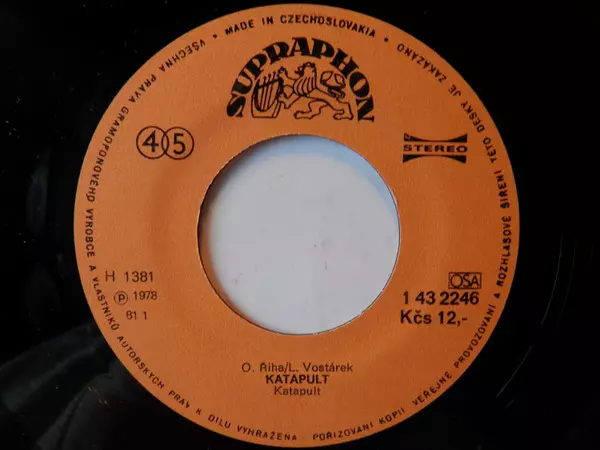 VŠECHNA PRÁVA GRAMOFONOVÉHO VÝROBCE A VLASTNÍKŮ AUTORSKÝCH PRÁV K DÍLU VYHRAŽENA · POŘIZOVÁNÍ KOPIÍ VEŘEJNÉ PROVOZOVÁNÍ A ROZHLASOVÉ ŠÍŘENÍ TÉTO DESKY JE ZAKÁZÁNO
• MADE IN CZECHOSLOVAKIA •
SUPRAPHON
45
STEREO
H 1381
℗ 1978
81 1
OSA
1 43 2246
Kčs 12,-
O. Říha/L. Vostárek
KATAPULT
Katapult